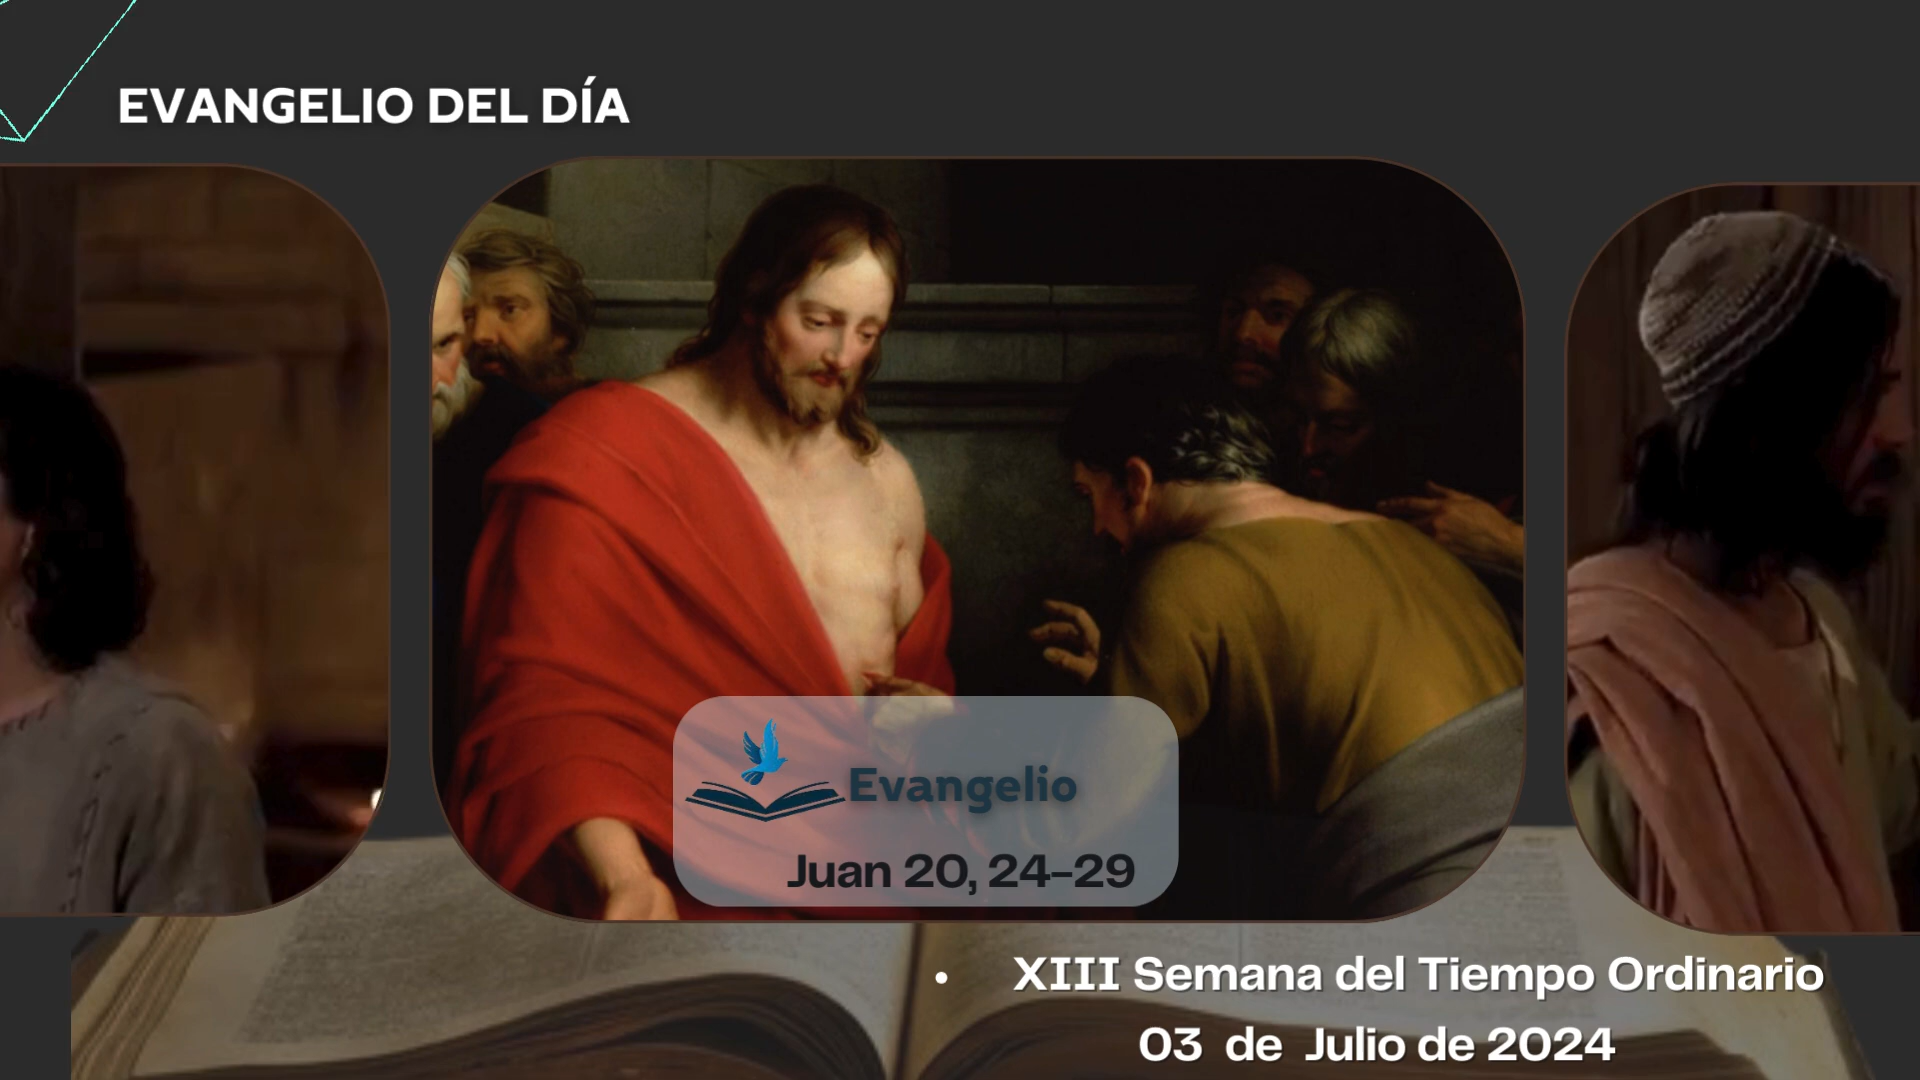 EVANGELIO DEL DÍA
Evangelio
Juan 20, 24-29
• XIII Semana del Tiempo Ordinario
03 de Julio de 2024